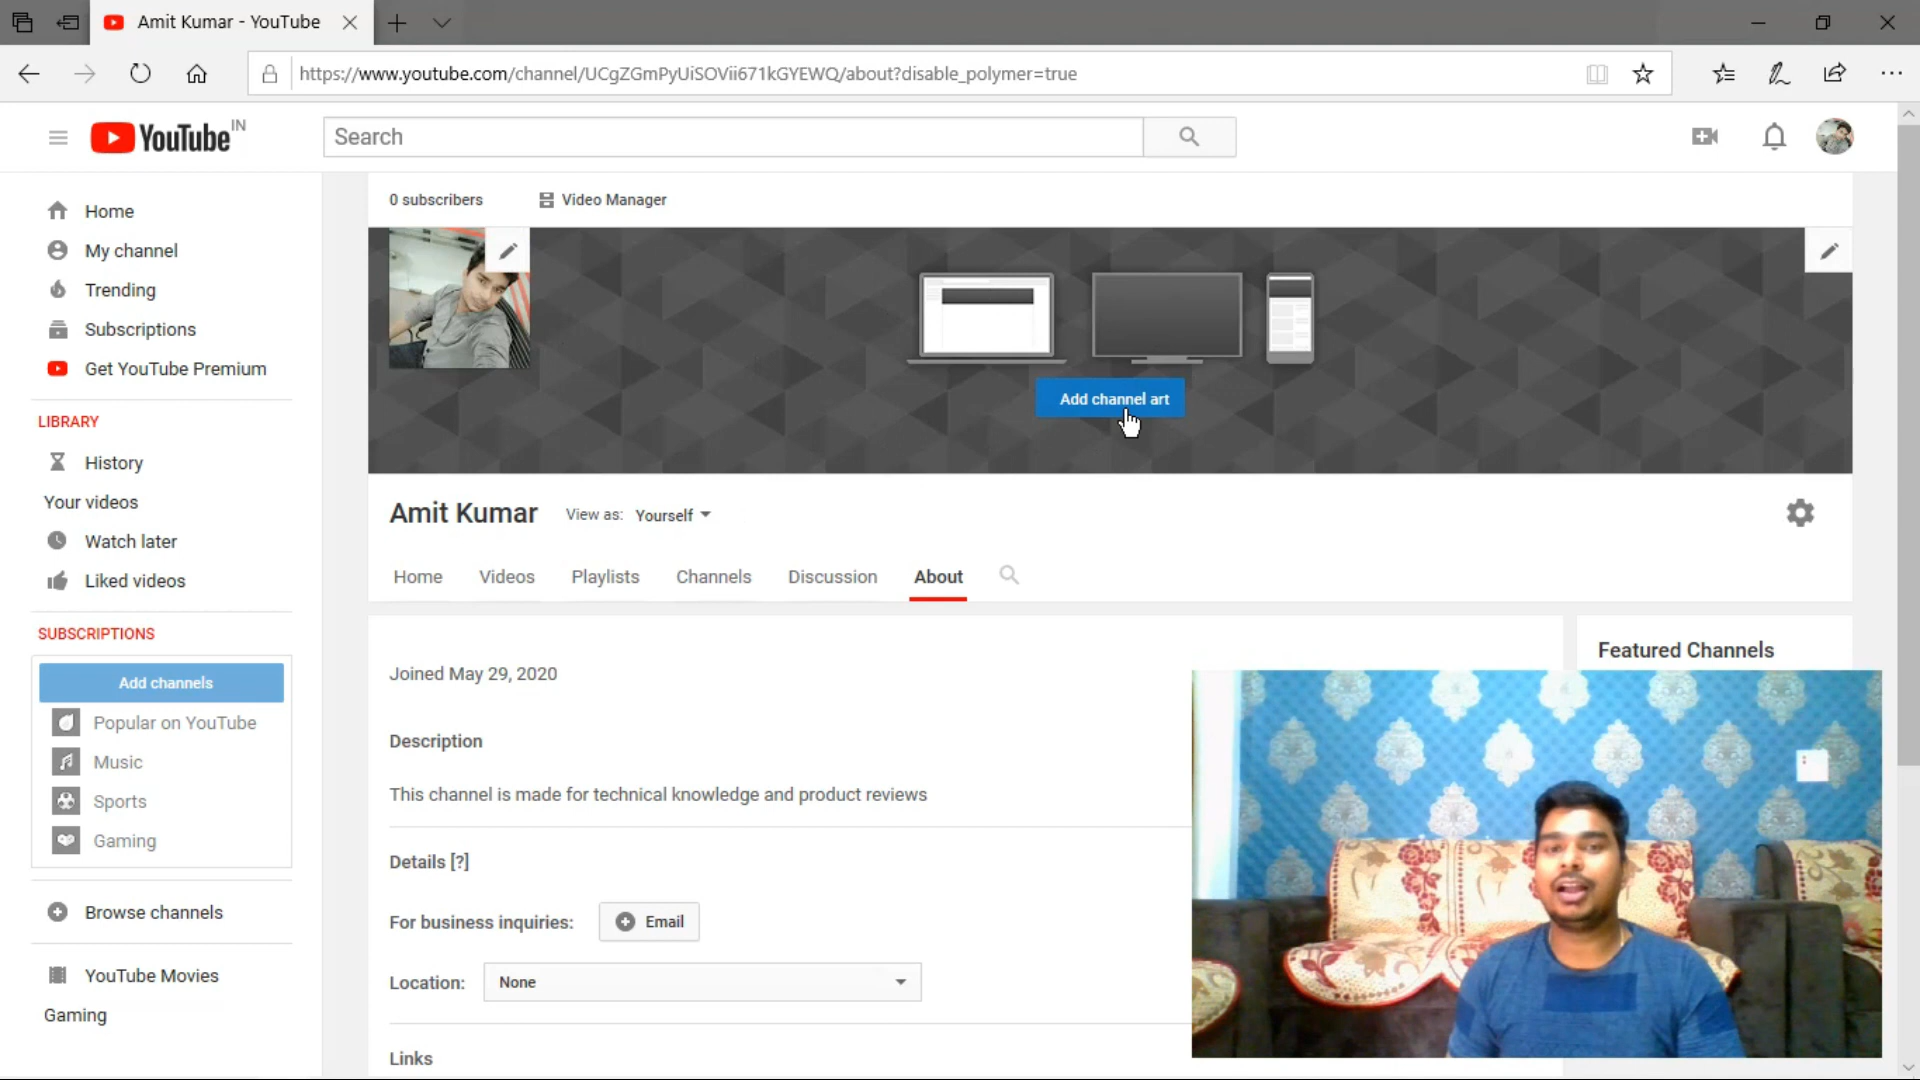 Amit Kumar - YouTube
https://www.youtube.com/channel/UCgZGmPyUiSOVii671kGYEWQ/about?disable_polymer=true
YouTube IN
Search
0 subscribers
Video Manager
Home
My channel
Trending
Subscriptions
Get YouTube Premium
LIBRARY
History
Your videos
Watch later
Liked videos
SUBSCRIPTIONS
Add channels
Popular on YouTube
Music
Sports
Gaming
Browse channels
YouTube Movies
Gaming
Add channel art
Amit Kumar
View as: Yourself
Home
Videos
Playlists
Channels
Discussion
About
Joined May 29, 2020
Description
This channel is made for technical knowledge and product reviews
Details [?]
For business inquiries:
Email
Location:
None
Links
Featured Channels